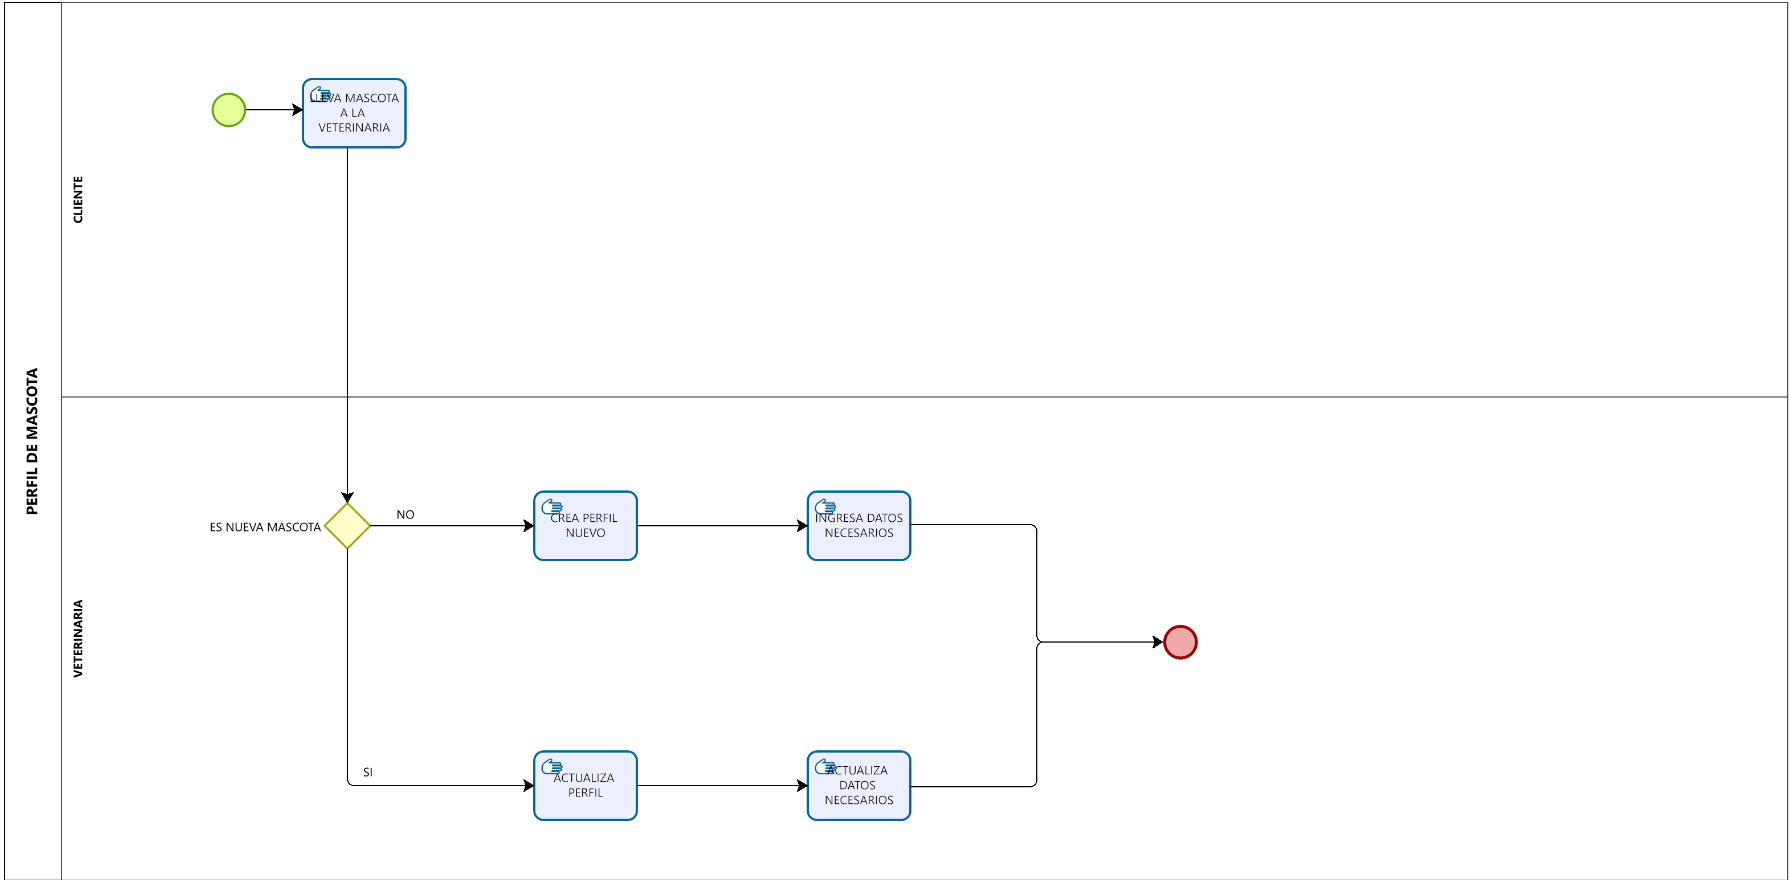 PERFIL DE MASCOTA
CLIENTE
LLEVA MASCOTA
A LA
VETERINARIA
VETERINARIA
ES NUEVA MASCOTA
NO
CREA PERFIL
NUEVO
INGRESA DATOS
NECESARIOS
SI
ACTUALIZA
PERFIL
ACTUALIZA
DATOS
NECESARIOS